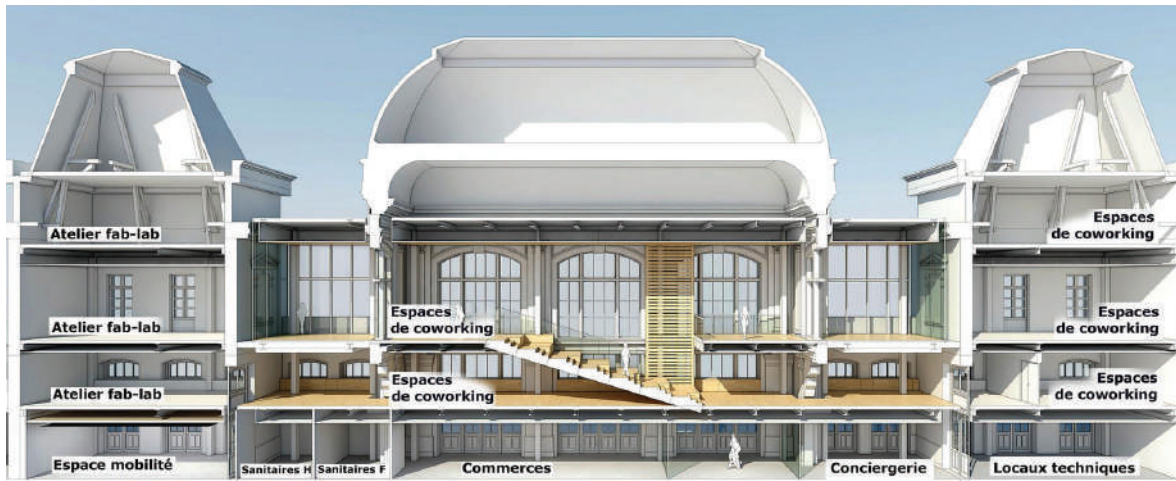 Atelier fab-lab
Espaces
de coworking
Atelier fab-lab
Espaces
de coworking
Espaces
de coworking
Atelier fab-lab
Espaces
de coworking
Espaces
de coworking
Espace mobilité
Sanitaires H
Sanitaires F
Commerces
Conciergerie
Locaux techniques